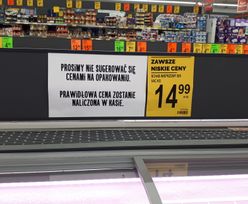 PROSIMY NIE SUGEROWAĆ SIĘ
CENAMI NA OPAKOWANIU.
PRAWIDŁOWA CENA ZOSTANIE
NALICZONA W KASIE.
ZAWSZE
NISKIE CENY
14 99